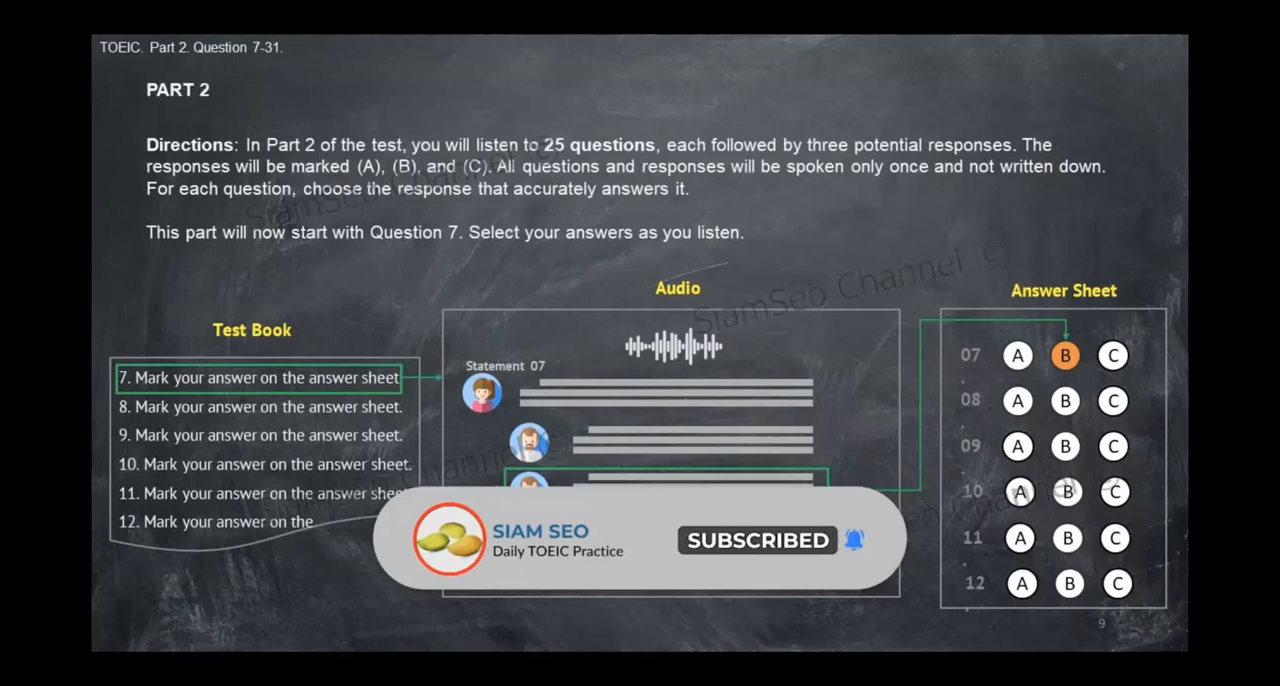 TOEIC. Part 2. Question 7-31.
PART 2
Directions: In Part 2 of the test, you will listen to 25 questions, each followed by three potential responses. The
responses will be marked (A), (B), and (C). All questions and responses will be spoken only once and not written down.
For each question, choose the response that accurately answers it.
This part will now start with Question 7. Select your answers as you listen.
Test Book
7. Mark your answer on the answer sheet
8. Mark your answer on the answer sheet.
9. Mark your answer on the answer sheet.
10. Mark your answer on the answer sheet.
11. Mark your answer on the answer shee
12. Mark your answer on the
Audio
Statement 07
Answer Sheet
07 A B C
08 A B C
09 A B C
10 A B C
11 A B C
12 A B C
SIAM SEO
Daily TOEIC Practice
SUBSCRIBED
9
SiamSeo Channel ©
SiamSeo Channel ©